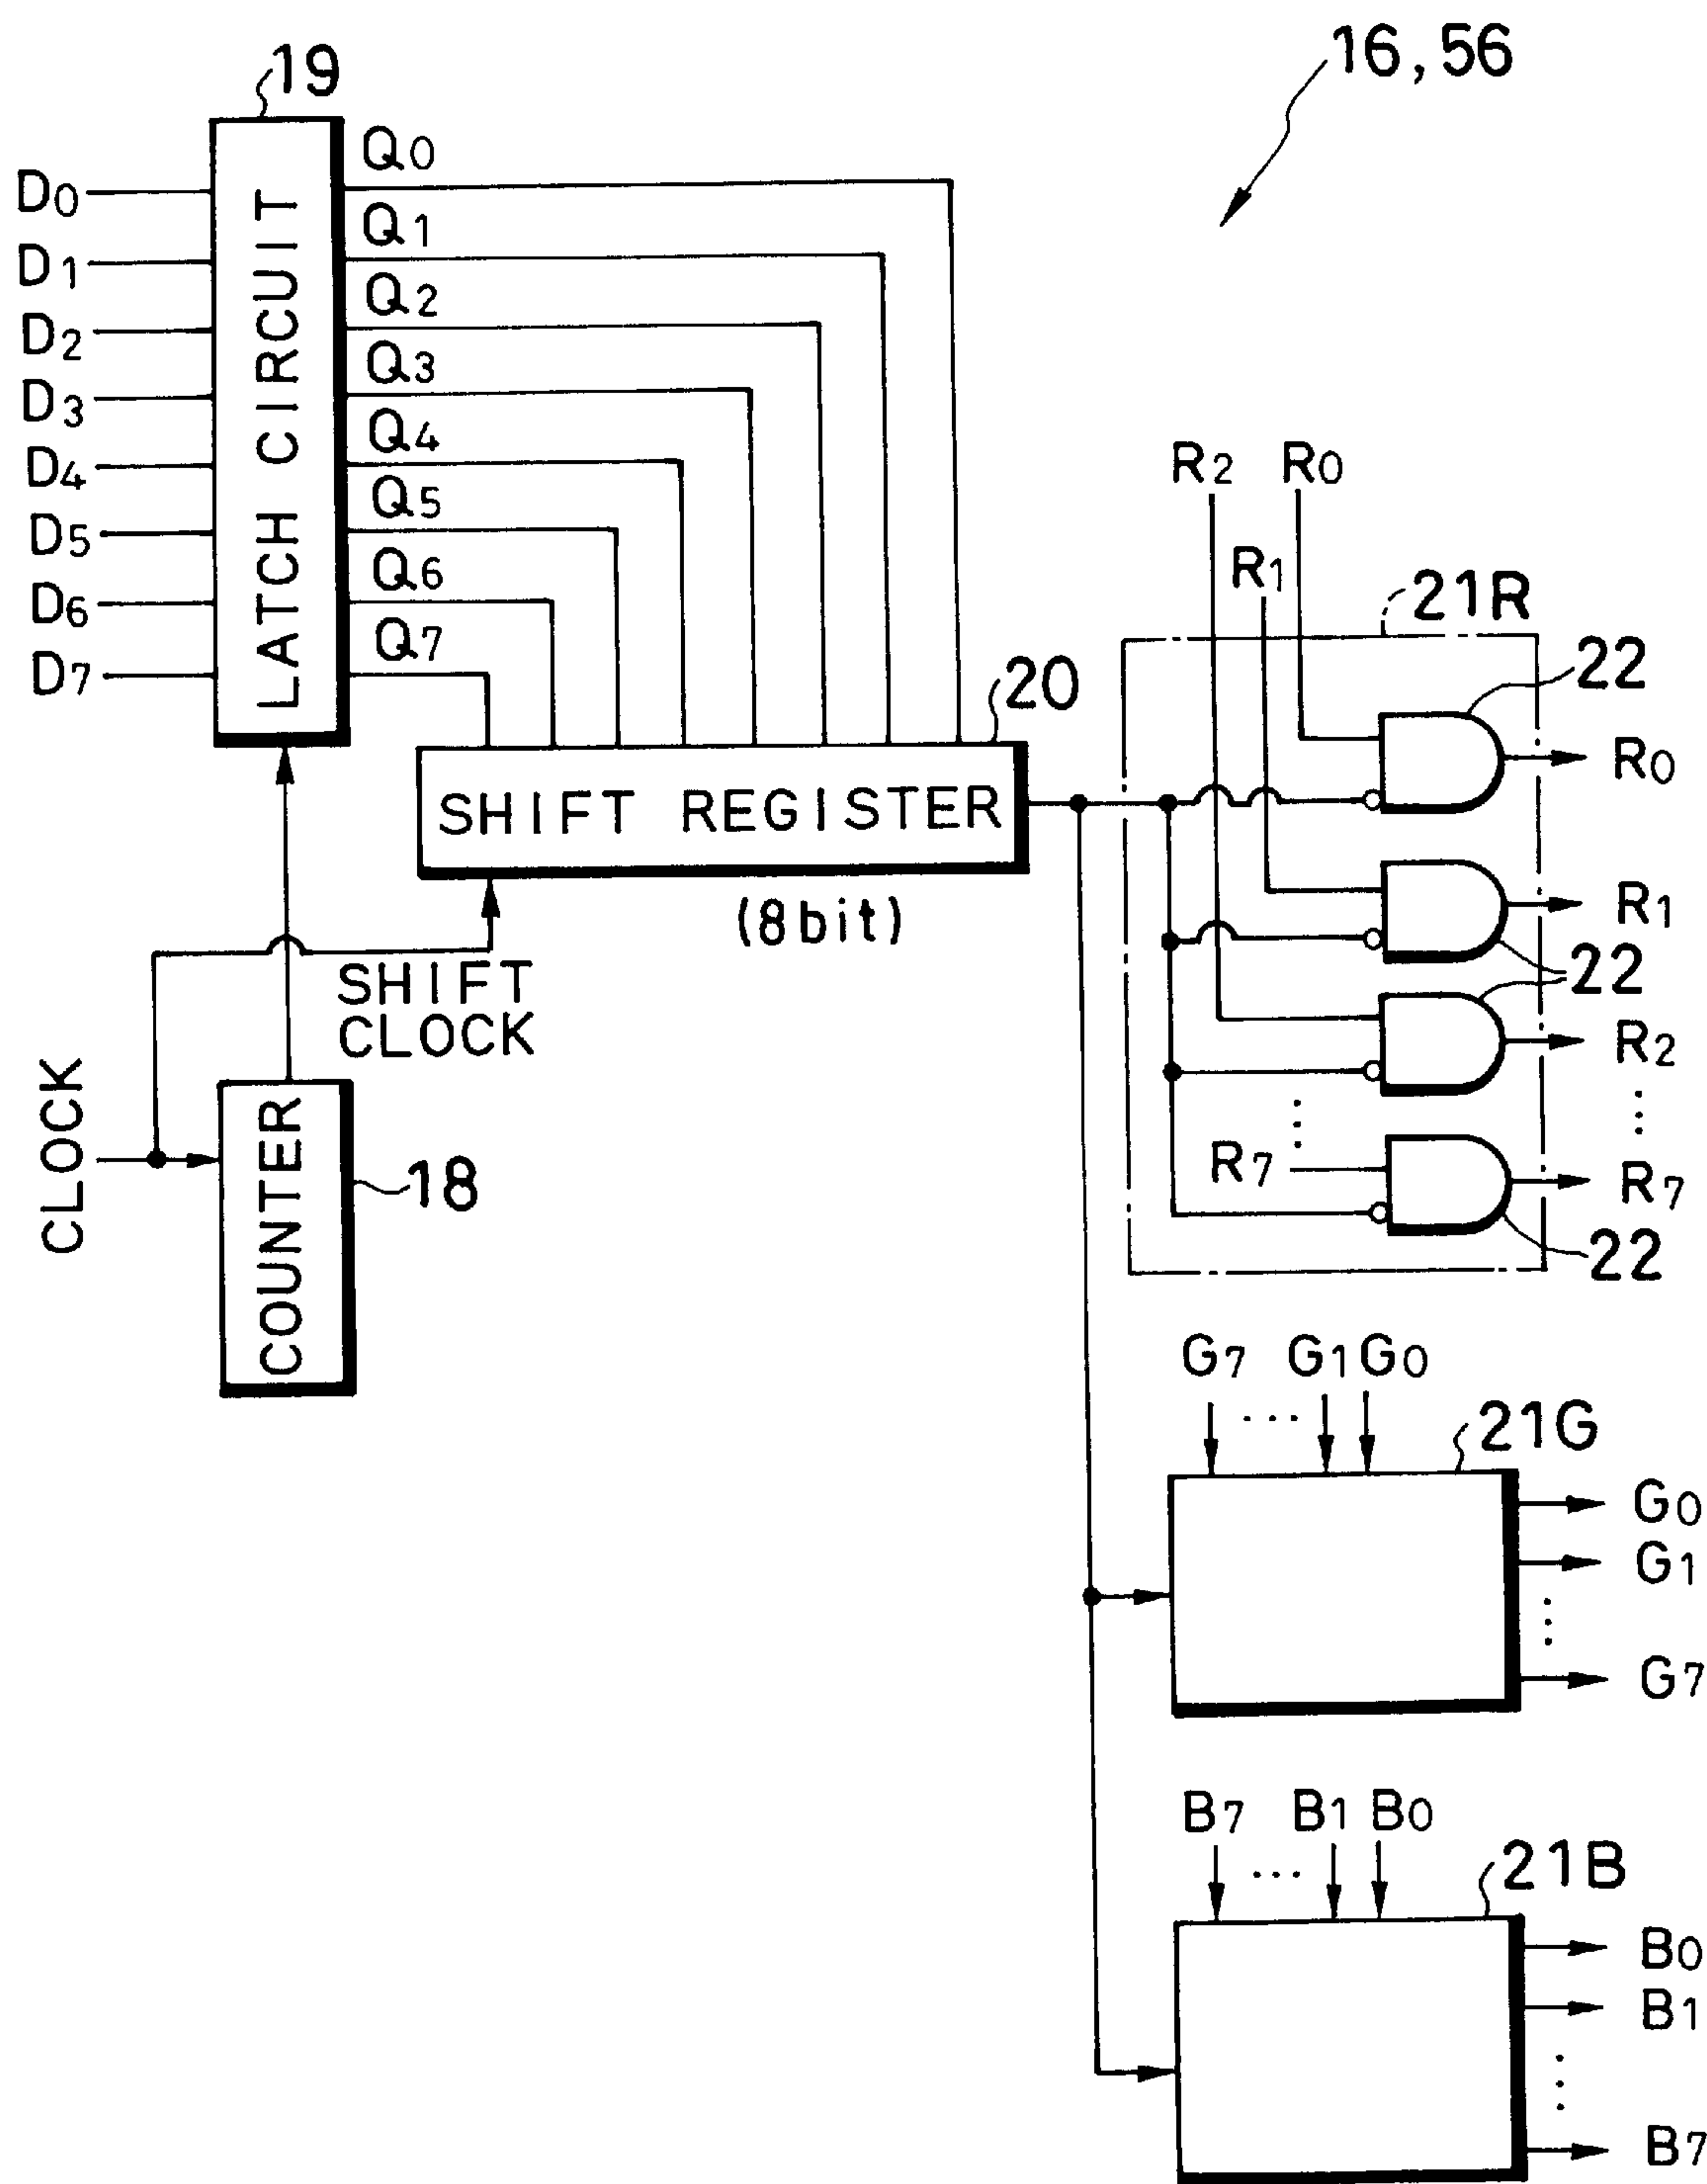 16, 56
19
D0
D1
D2
D3
D4
D5
D6
D7
LATCH CIRCUIT
Q0
Q1
Q2
Q3
Q4
Q5
Q6
Q7
20
SHIFT REGISTER
(8bit)
SHIFT
CLOCK
CLOCK
COUNTER
18
R2
R0
R1
21R
22
R0
R1
22
R2
R7
R7
22
G7 ... G1 G0
21G
G0
G1
G7
B7 ... B1 B0
21B
B0
B1
B7